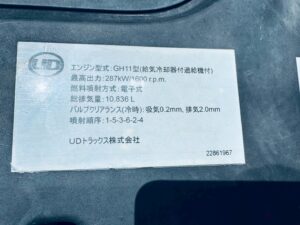 UD
エンジン型式:GH11型(給気冷却器付過給機付)
最高出力:287kW/1800 r.p.m.
燃料噴射方式:電子式
総排気量:10,836 L
バルブクリアランス(冷時):吸気0.2mm, 排気2.0mm
噴射順序:1-5-3-6-2-4
UDトラックス株式会社
22861967